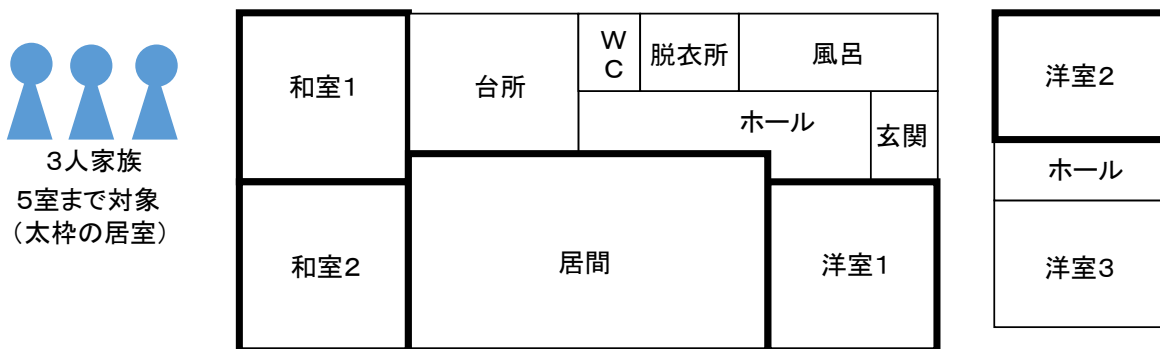 3人家族
5室まで対象
（太枠の居室）
和室1
台所
WC
脱衣所
風呂
ホール
玄関
和室2
居間
洋室1
洋室2
ホール
洋室3